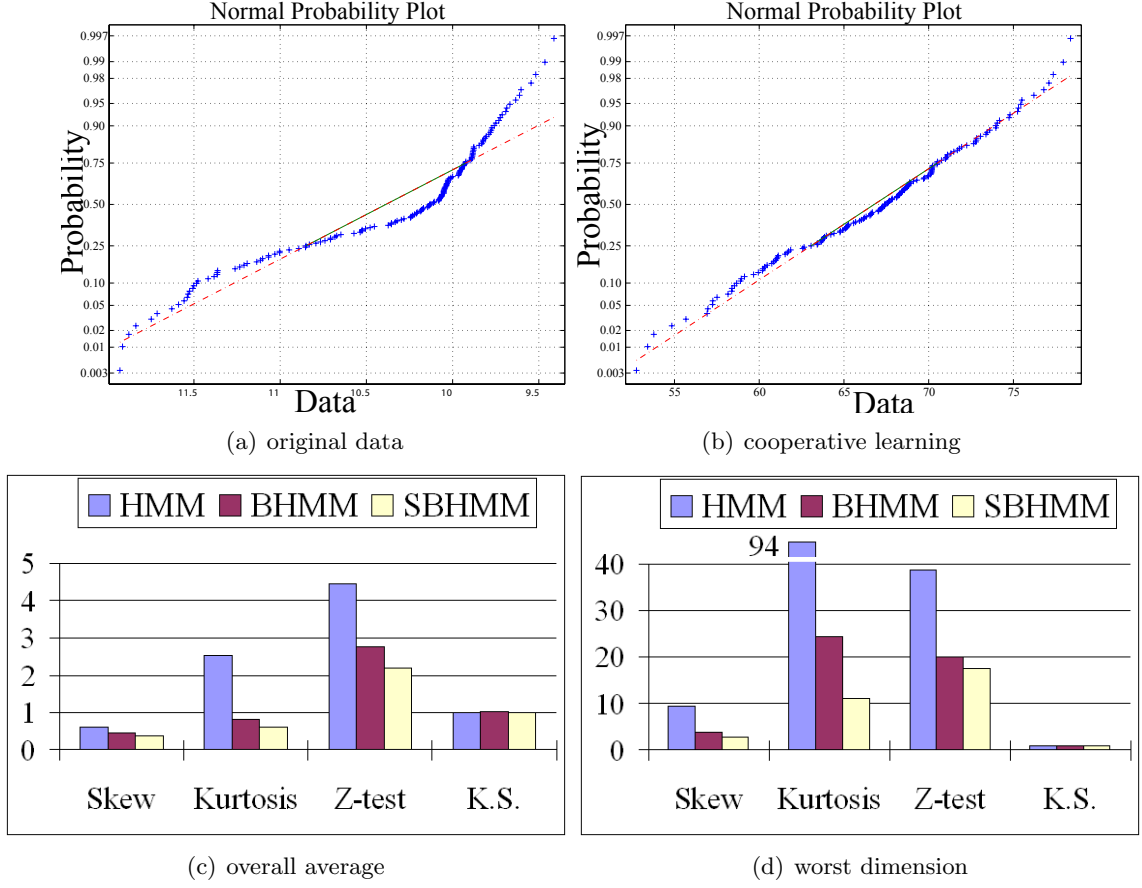 Normal Probability Plot
0.997
0.99
0.98
0.95
0.90
0.75
0.50
0.25
0.10
0.05
0.02
0.01
0.003
Probability
11.5 11 10.5 10 9.5
Data
(a) original data
Normal Probability Plot
0.997
0.99
0.98
0.95
0.90
0.75
0.50
0.25
0.10
0.05
0.02
0.01
0.003
Probability
55 60 65 70 75
Data
(b) cooperative learning
HMM BHMM SBHMM
5
4
3
2
1
0
Skew Kurtosis Z-test K.S.
(c) overall average
HMM BHMM SBHMM
94
40
30
20
10
0
Skew Kurtosis Z-test K.S.
(d) worst dimension